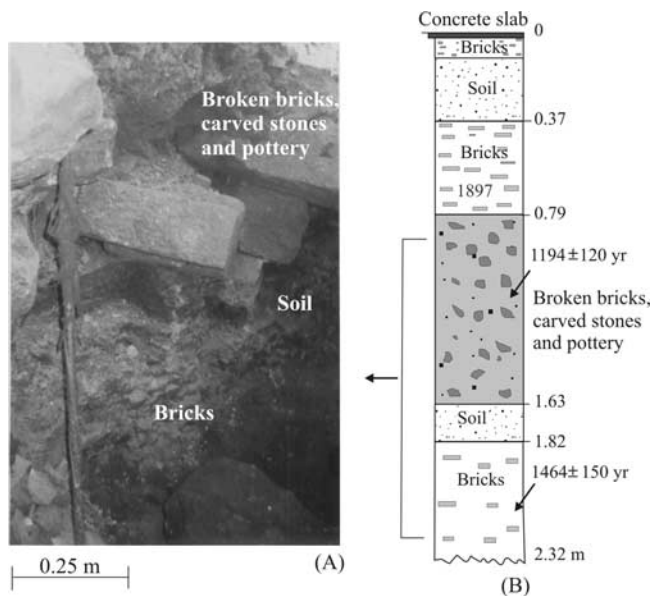 Broken bricks,
carved stones
and pottery
Soil
Bricks
0.25 m
(A)
Concrete slab
0
Bricks
Soil
0.37
Bricks
1897
0.79
1194±120 yr
Broken bricks,
carved stones
and pottery
1.63
Soil
1.82
Bricks
1464±150 yr
2.32 m
(B)